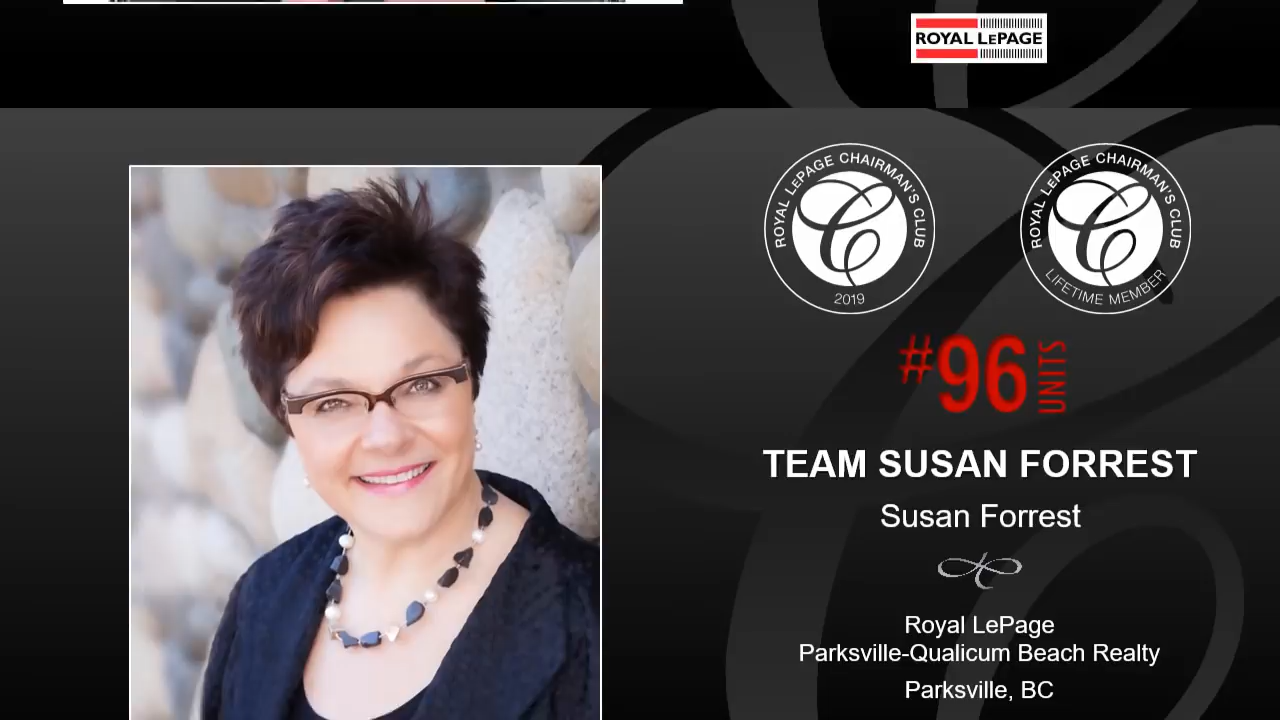 ROYAL LEPAGE
ROYAL LEPAGE CHAIRMAN'S CLUB
2019
ROYAL LEPAGE CHAIRMAN'S CLUB
LIFETIME MEMBER
#96 UNITS
TEAM SUSAN FORREST
Susan Forrest
Royal LePage
Parksville-Qualicum Beach Realty
Parksville, BC